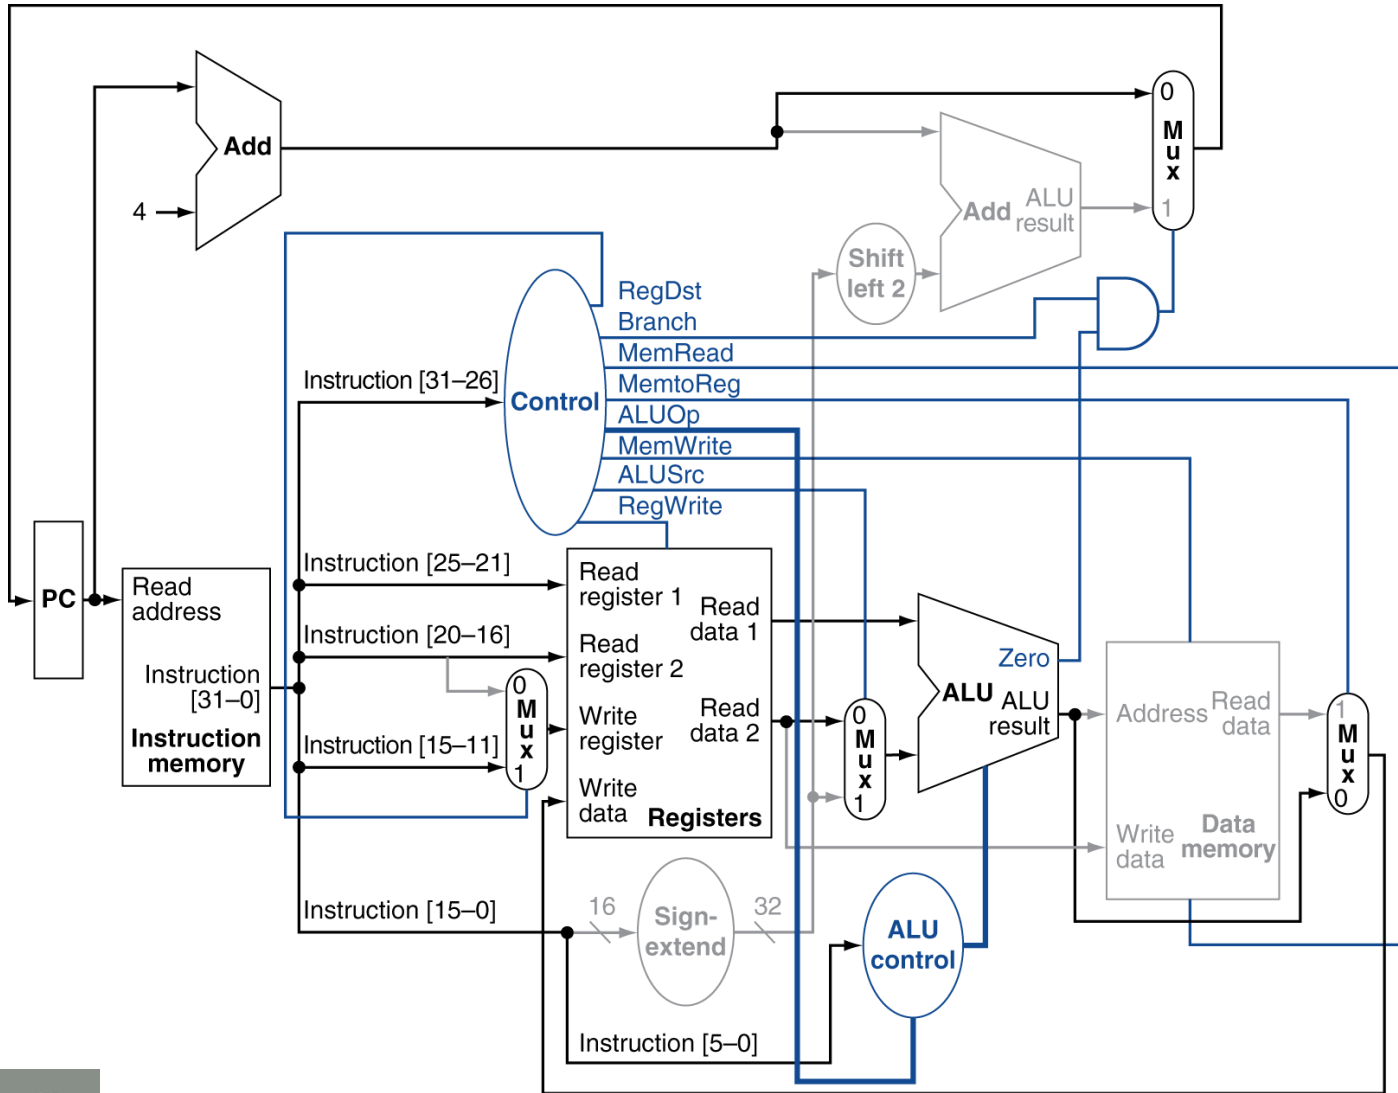 0
M
u
x
1
Add
4
Add
ALU
result
Shift
left 2
RegDst
Branch
MemRead
MemtoReg
ALUOp
MemWrite
ALUSrc
RegWrite
Control
Instruction [31–26]
Instruction [25–21]
Instruction [20–16]
Instruction [15–11]
Instruction [15–0]
Instruction [5–0]
PC
Read
address
Instruction
[31–0]
Instruction
memory
0
M
u
x
1
Read
register 1
Read
register 2
Write
register
Write
data
Read
data 1
Read
data 2
Registers
0
M
u
x
1
Zero
ALU
ALU
result
Address
Read
data
Write
data
Data
memory
1
M
u
x
0
16
Sign-
extend
32
ALU
control